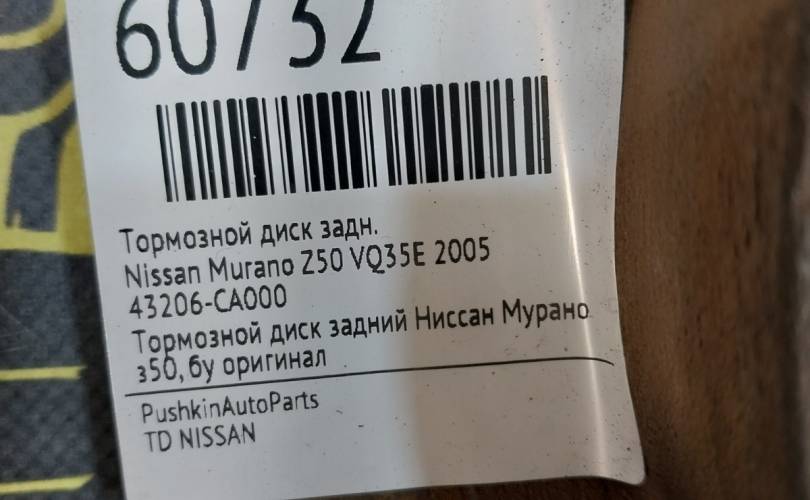 60732
Тормозной диск задн.
Nissan Murano Z50 VQ35E 2005
43206-CA000
Тормозной диск задний Ниссан Мурано
з50, бу оригинал
PushkinAutoParts
TD NISSAN